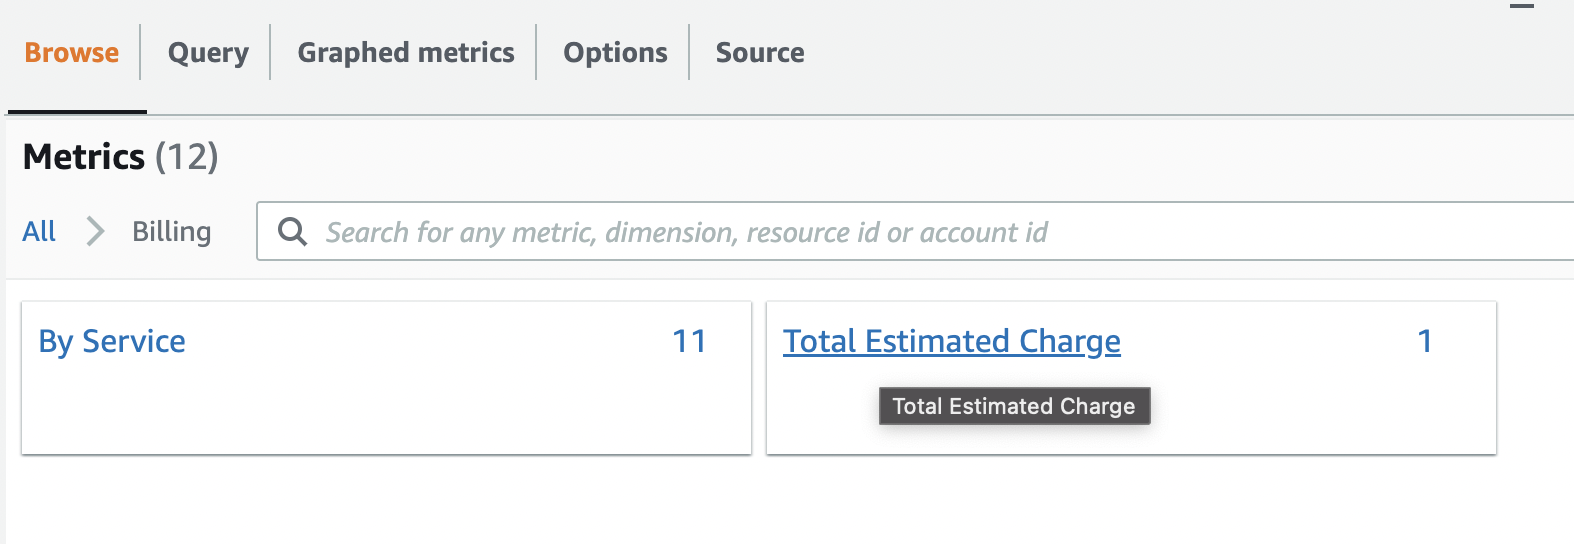 Browse Query Graphed metrics Options Source
Metrics (12)
All Billing Search for any metric, dimension, resource id or account id
By Service 11 Total Estimated Charge 1
Total Estimated Charge